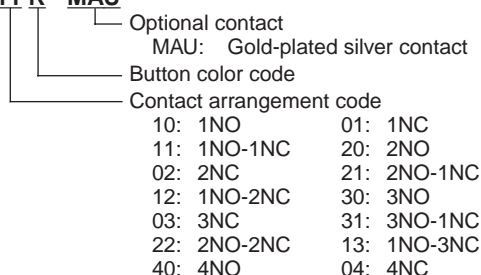 R MAU
Optional contact
MAU: Gold-plated silver contact
Button color code
Contact arrangement code
10: 1NO 01: 1NC
11: 1NO-1NC 20: 2NO
02: 2NC 21: 2NO-1NC
12: 1NO-2NC 30: 3NO
03: 3NC 31: 3NO-1NC
22: 2NO-2NC 13: 1NO-3NC
40: 4NO 04: 4NC